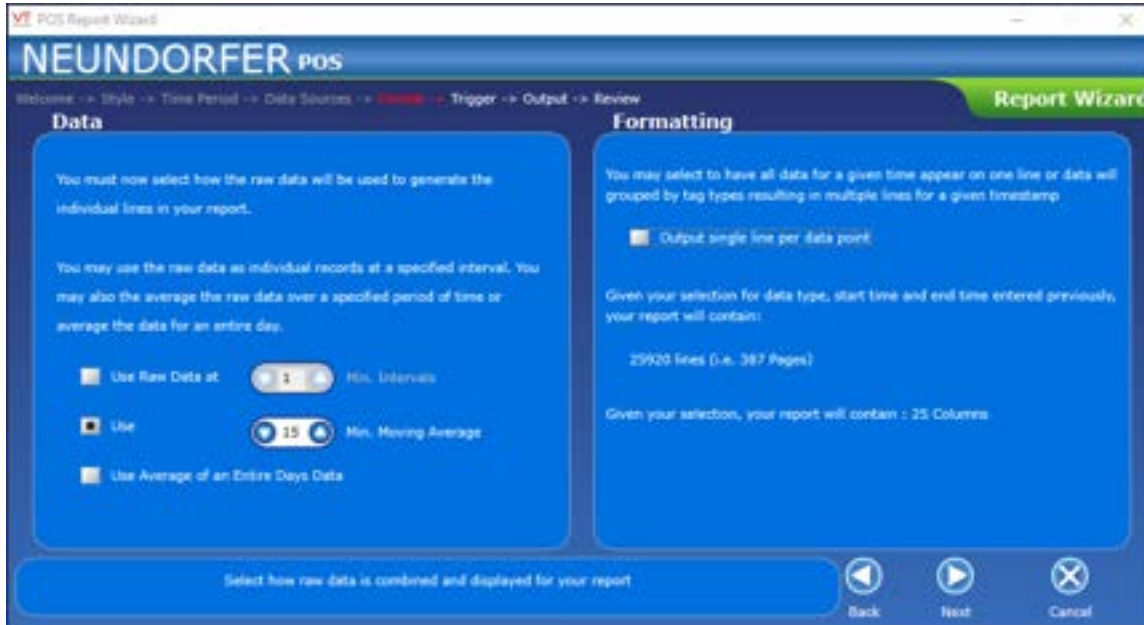 VT POS Report Wizard
NEUNDORFER POS
Welcome -> Style -> Time Period -> Data Sources -> Format -> Trigger -> Output -> Review
Report Wizard
Data
You must now select how the raw data will be used to generate the
individual lines in your report.
You may use the raw data as individual records at a specified interval. You
may also the average the raw data over a specified period of time or
average the data for an entire day.
Use Raw Data at 1 Min. Intervals
Use 15 Min. Moving Average
Use Average of an Entire Days Data
Formatting
You may select to have all data for a given time appear on one line or data will
grouped by tag types resulting in multiple lines for a given timestamp
Output single line per data point
Given your selection for data type, start time and end time entered previously,
your report will contain:
25920 lines (i.e. 387 Pages)
Given your selection, your report will contain : 25 Columns
Select how raw data is combined and displayed for your report
Back Next Cancel